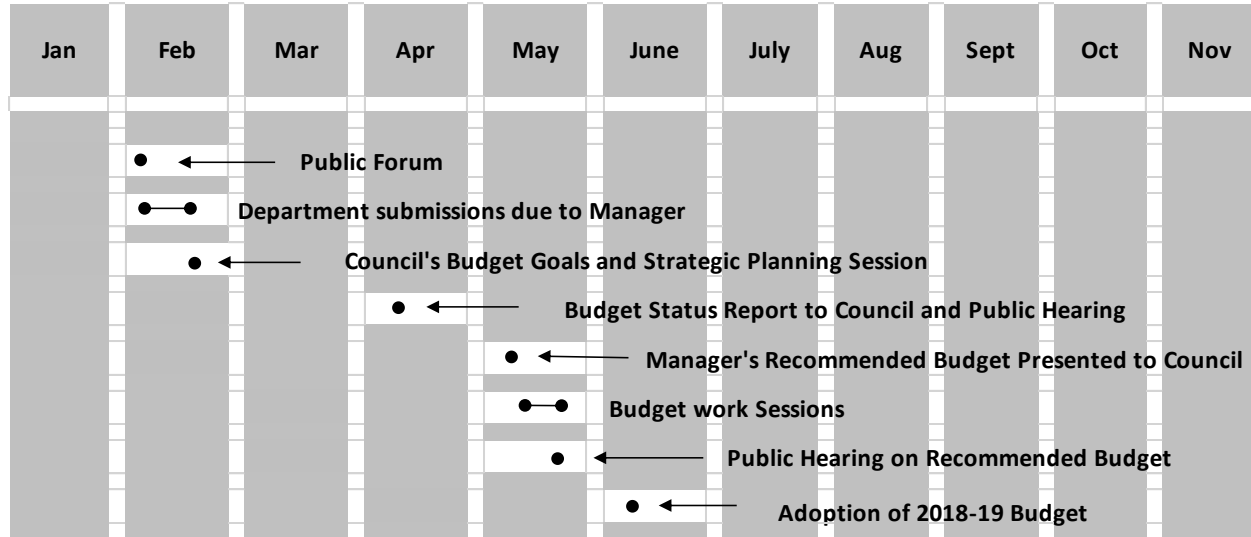 Jan Feb Mar Apr May June July Aug Sept Oct Nov
Public Forum
Department submissions due to Manager
Council's Budget Goals and Strategic Planning Session
Budget Status Report to Council and Public Hearing
Manager's Recommended Budget Presented to Council
Budget work Sessions
Public Hearing on Recommended Budget
Adoption of 2018-19 Budget